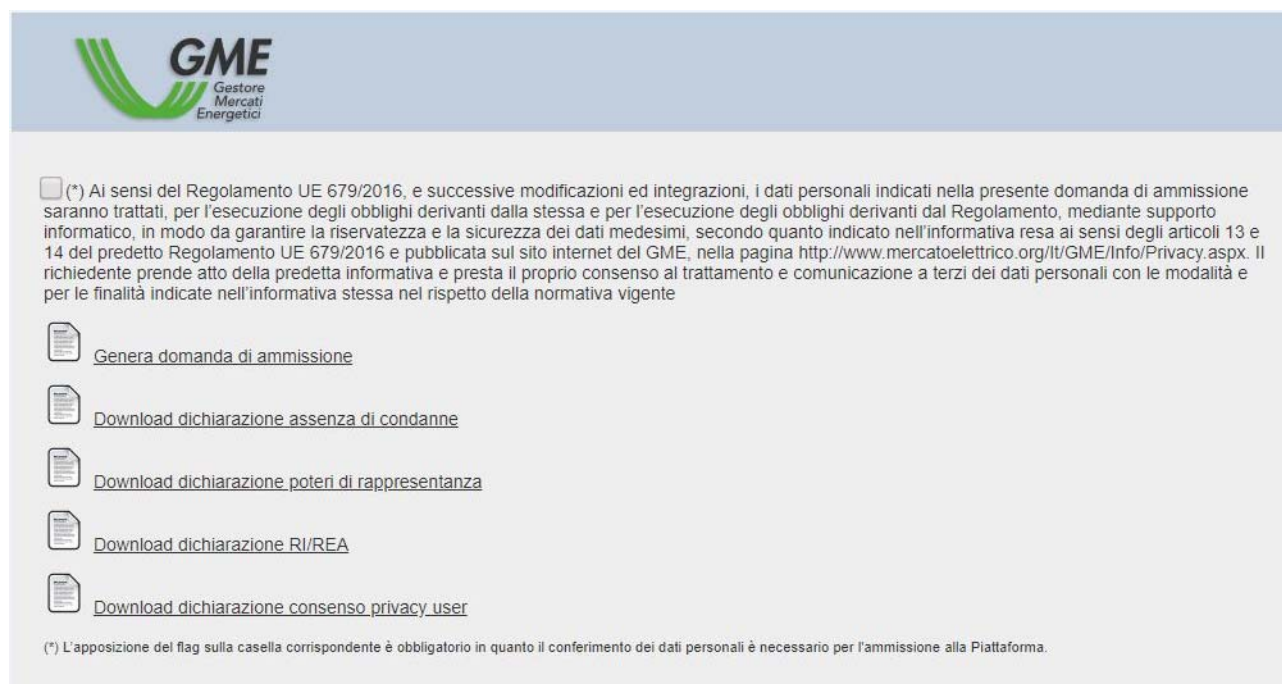 GME
Gestore
Mercati
Energetici
(*) Ai sensi del Regolamento UE 679/2016, e successive modificazioni ed integrazioni, i dati personali indicati nella presente domanda di ammissione
saranno trattati, per l'esecuzione degli obblighi derivanti dalla stessa e per l'esecuzione degli obblighi derivanti dal Regolamento, mediante supporto
informatico, in modo da garantire la riservatezza e la sicurezza dei dati medesimi, secondo quanto indicato nell'informativa resa ai sensi degli articoli 13 e
14 del predetto Regolamento UE 679/2016 e pubblicata sul sito internet del GME, nella pagina http://www.mercatoelettrico.org/It/GME/Info/Privacy.aspx. Il
richiedente prende atto della predetta informativa e presta il proprio consenso al trattamento e comunicazione a terzi dei dati personali con le modalità e
per le finalità indicate nell'informativa stessa nel rispetto della normativa vigente
Genera domanda di ammissione
Download dichiarazione assenza di condanne
Download dichiarazione poteri di rappresentanza
Download dichiarazione RI/REA
Download dichiarazione consenso privacy user
(*) L'apposizione del flag sulla casella corrispondente è obbligatorio in quanto il conferimento dei dati personali è necessario per l'ammissione alla Piattaforma.